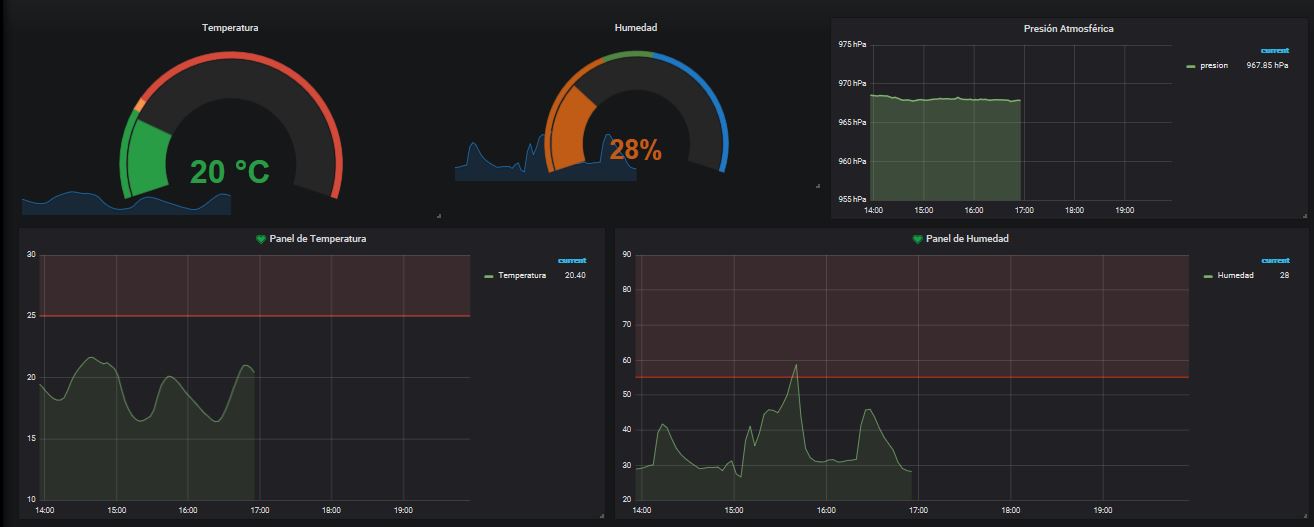 Temperatura
20 °C
Humedad
28%
Presión Atmosférica
975 hPa
970 hPa
965 hPa
960 hPa
955 hPa
14:00 15:00 16:00 17:00 18:00 19:00
current
presion 967.85 hPa
Panel de Temperatura
30
25
20
15
10
14:00 15:00 16:00 17:00 18:00 19:00
current
Temperatura 20.40
Panel de Humedad
90
80
70
60
50
40
30
20
14:00 15:00 16:00 17:00 18:00 19:00
current
Humedad 28